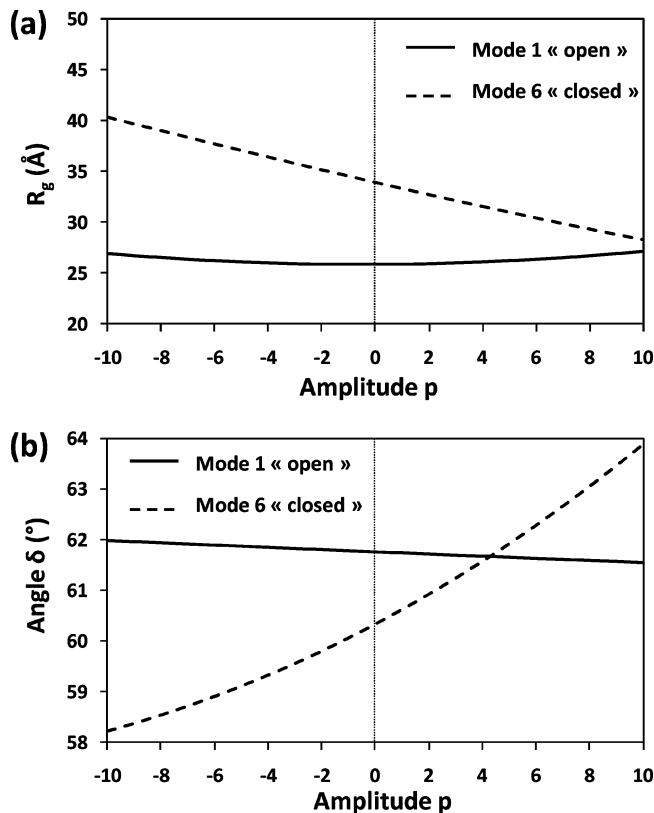 (a)
50
45
40
35
30
25
20
Rg (Å)
Mode 1 « open »
Mode 6 « closed »
-10 -8 -6 -4 -2 0 2 4 6 8 10
Amplitude p
(b)
64
63
62
61
60
59
58
Angle δ (°)
Mode 1 « open »
Mode 6 « closed »
-10 -8 -6 -4 -2 0 2 4 6 8 10
Amplitude p